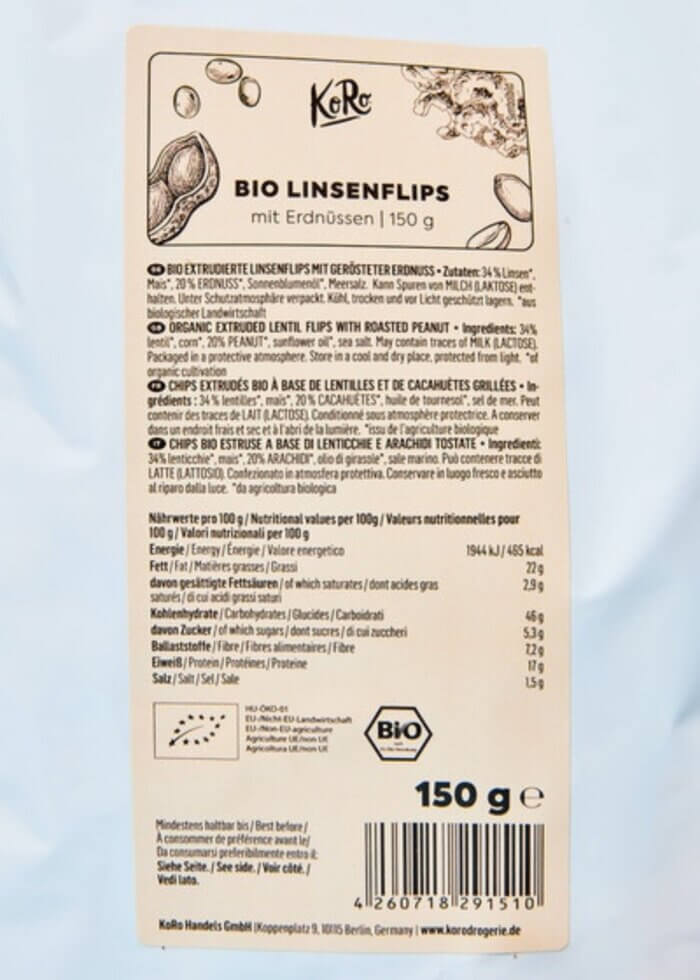 KoRo
BIO LINSENFLIPS
mit Erdnüssen | 150 g
DE BIO EXTRUDIERTE LINSENFLIPS MIT GERÖSTETER ERDNUSS • Zutaten: 34 % Linsen*,
Mais*, 20 % ERDNUSS*, Sonnenblumenöl*, Meersalz. Kann Spuren von MILCH (LAKTOSE) ent-
halten. Unter Schutzatmosphäre verpackt. Kühl, trocken und vor Licht geschützt lagern. *aus
biologischer Landwirtschaft
GB ORGANIC EXTRUDED LENTIL FLIPS WITH ROASTED PEANUT • Ingredients: 34%
lentil*, corn*, 20% PEANUT*, sunflower oil*, sea salt. May contain traces of MILK (LACTOSE).
Packaged in a protective atmosphere. Store in a cool and dry place, protected from light. *of
organic cultivation
FR CHIPS EXTRUDÉS BIO À BASE DE LENTILLES ET DE CACAHUÈTES GRILLÉES • In-
grédients : 34 % lentilles*, maïs*, 20 % CACAHUÈTES*, huile de tournesol*, sel de mer. Peut
contenir des traces de LAIT (LACTOSE). Conditionné sous atmosphère protectrice. A conserver
dans un endroit frais et sec et à l'abri de la lumière. *issu de l'agriculture biologique
IT CHIPS BIO ESTRUSE A BASE DI LENTICCHIE E ARACHIDI TOSTATE • Ingredienti:
34% lenticchie*, mais*, 20% ARACHIDI*, olio di girasole*, sale marino. Può contenere tracce di
LATTE (LATTOSIO). Confezionato in atmosfera protettiva. Conservare in luogo fresco e asciutto
al riparo dalla luce. *da agricoltura biologica
Nährwerte pro 100 g / Nutritional values per 100g / Valeurs nutritionnelles pour
100 g / Valori nutrizionali per 100 g
Energie / Energy / Énergie / Valore energetico 1944 kJ / 465 kcal
Fett / Fat / Matières grasses / Grassi 22 g
davon gesättigte Fettsäuren / of which saturates / dont acides gras 2,9 g
saturés / di cui acidi grassi saturi
Kohlenhydrate / Carbohydrates / Glucides / Carboidrati 46 g
davon Zucker / of which sugars / dont sucres / di cui zuccheri 5,3 g
Ballaststoffe / Fibre / Fibres alimentaires / Fibre 7,2 g
Eiweiß / Protein / Protéines / Proteine 17 g
Salz / Salt / Sel / Sale 1,5 g
HU-ÖKO-01
EU-/Nicht-EU-Landwirtschaft
EU-/Non-EU-agriculture
Agriculture UE/non UE
Agricoltura UE/non UE
BiO
150 g e
Mindestens haltbar bis / Best before /
À consommer de préférence avant le/
Da consumarsi preferibilmente entro il:
Siehe Seite. / See side. / Voir côté. /
Vedi lato.
4 260718 291510
KoRo Handels GmbH | Koppenplatz 9, 10115 Berlin, Germany | www.korodrogerie.de